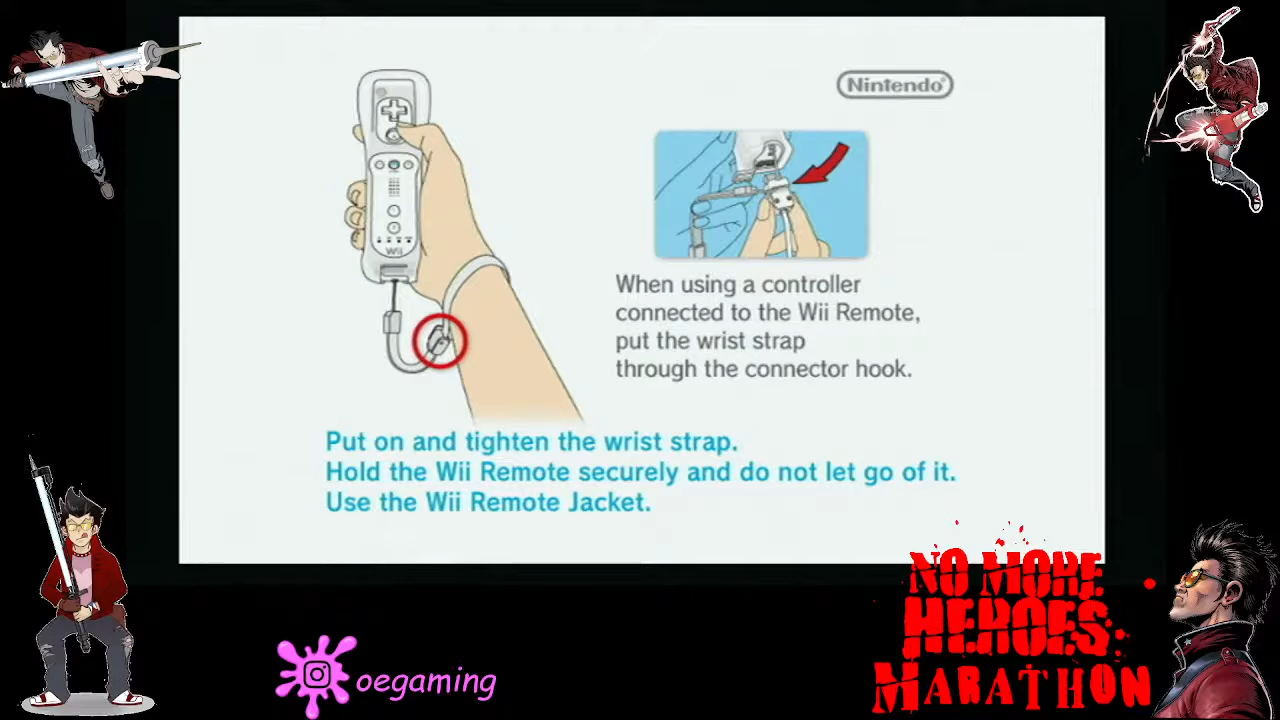 Nintendo
Wii
When using a controller
connected to the Wii Remote,
put the wrist strap
through the connector hook.
Put on and tighten the wrist strap.
Hold the Wii Remote securely and do not let go of it.
Use the Wii Remote Jacket.
NO MORE
HEROES
MARATHON
oegaming